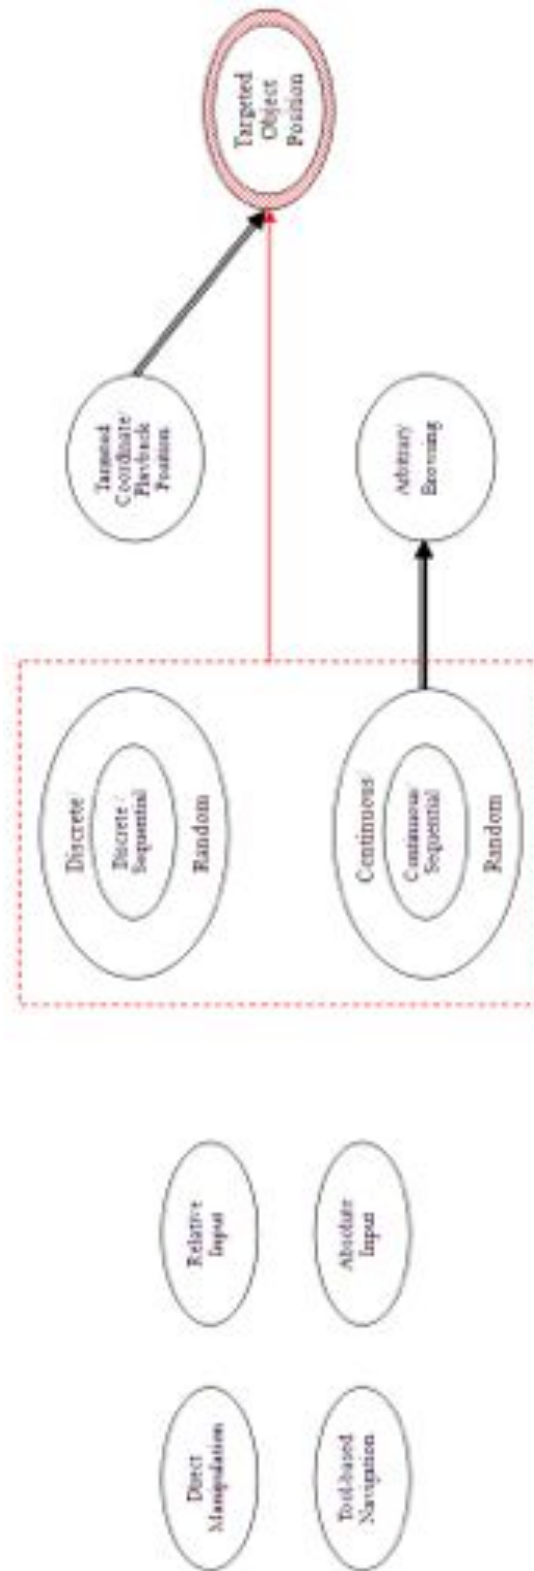 Direct
Manipulation
Tool-based
Navigation
Relative
Input
Absolute
Input
Discrete/
Discrete /
Sequential
Random
Continuous/
Continuous/
Sequential
Random
Targeted
Coordinate/
Playback
Position
Arbitrary
Browsing
Targeted
Object
Position